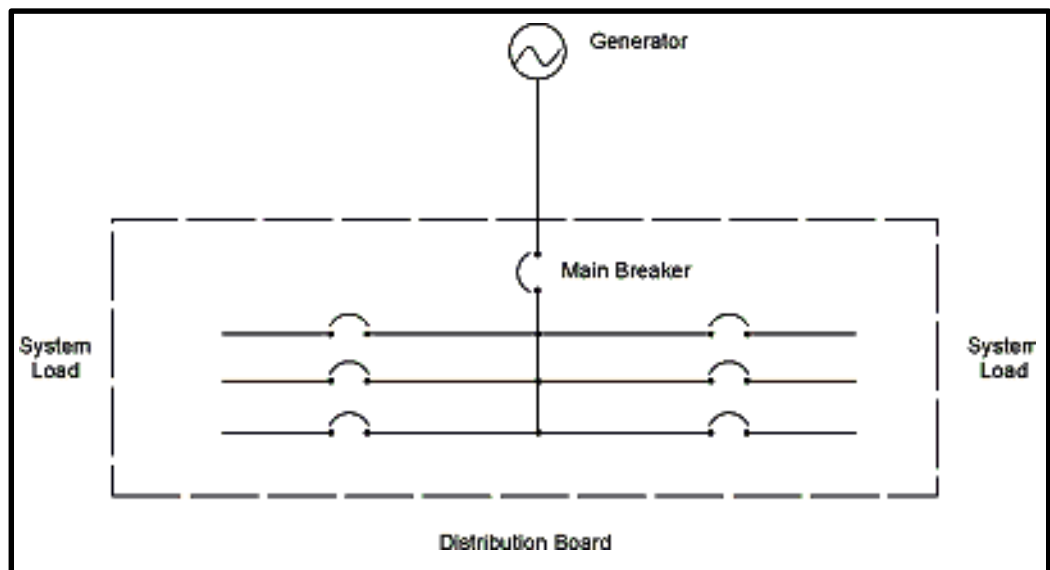 Generator
Main Breaker
System
Load
System
Load
Distribution Board